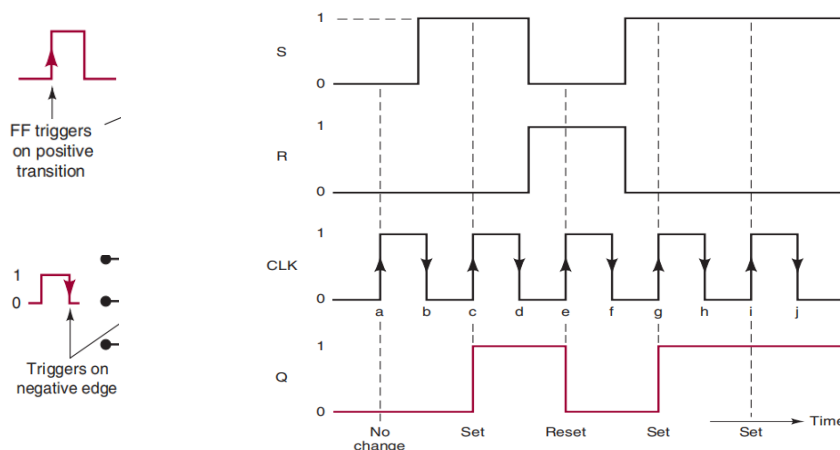 FF triggers
on positive
transition
1
0
Triggers on
negative edge
1
S
0
1
R
0
1
CLK
0
a b c d e f g h i j
1
Q
0
Time
No
change
Set
Reset
Set
Set